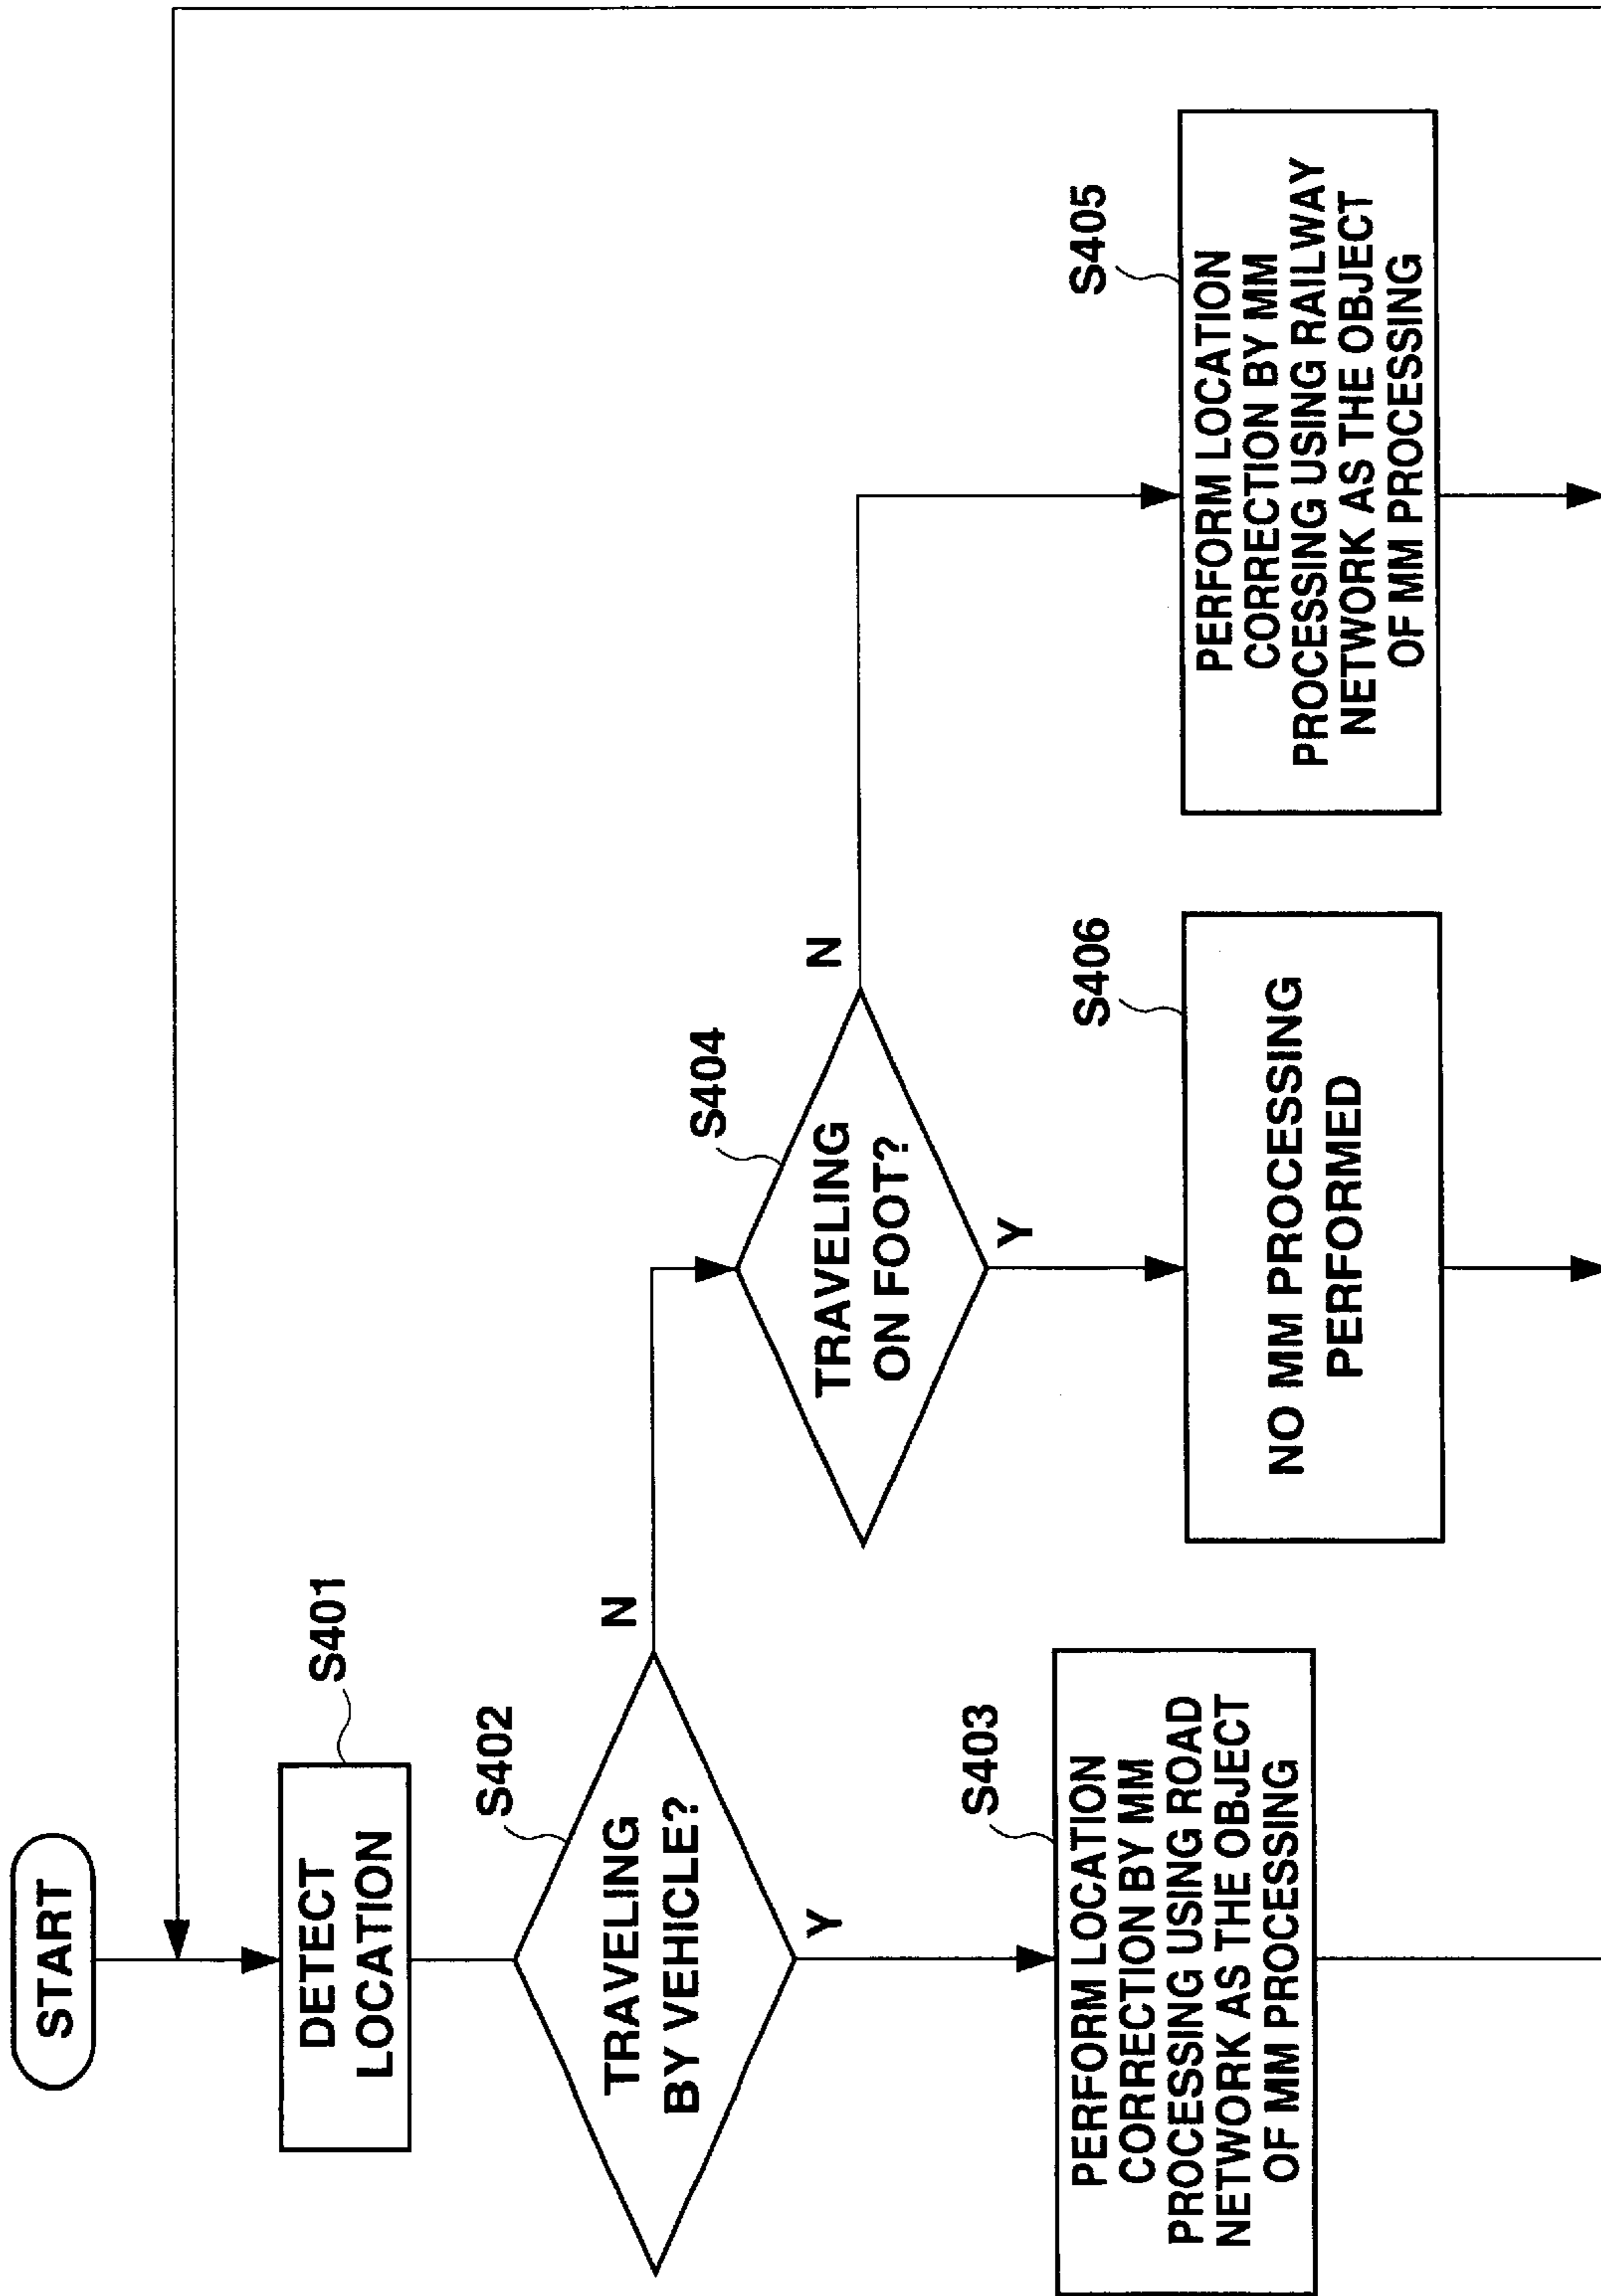 START
DETECT
LOCATION
S401
TRAVELING
BY VEHICLE?
S402
N
Y
PERFORM LOCATION
CORRECTION BY MM
PROCESSING USING ROAD
NETWORK AS THE OBJECT
OF MM PROCESSING
S403
TRAVELING
ON FOOT?
S404
N
Y
NO MM PROCESSING
PERFORMED
S406
PERFORM LOCATION
CORRECTION BY MM
PROCESSING USING RAILWAY
NETWORK AS THE OBJECT
OF MM PROCESSING
S405